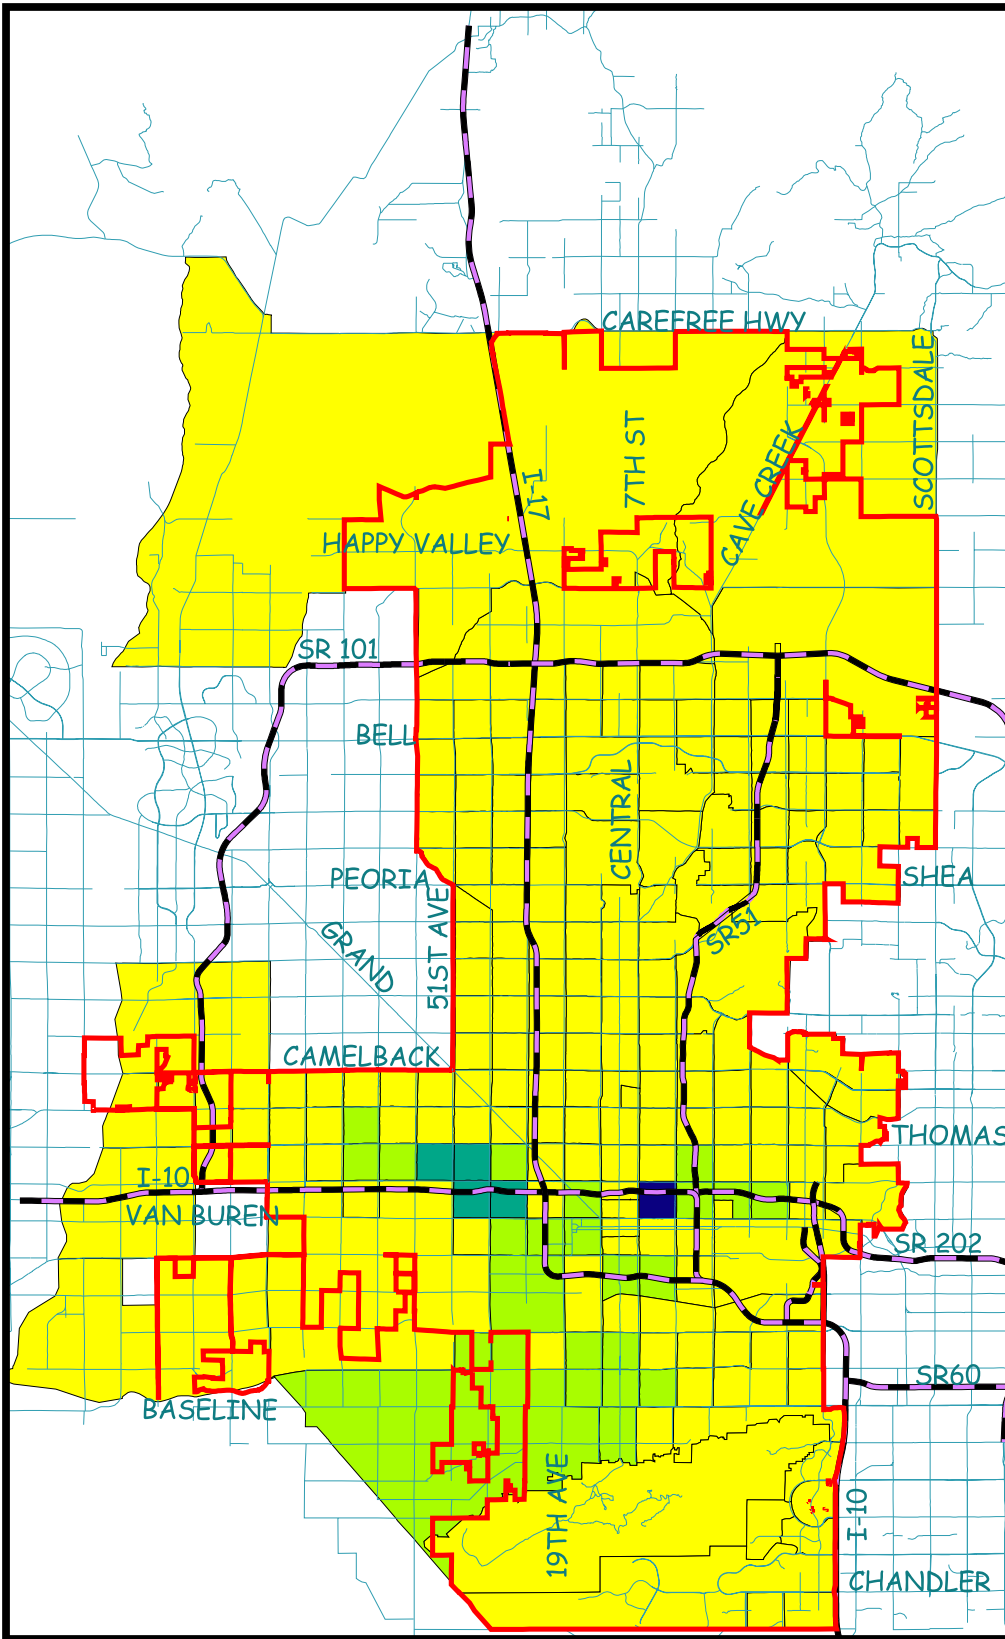 CAREFREE HWY
SCOTTSDALE
7TH ST
CAVE CREEK
I-17
HAPPY VALLEY
SR 101
BELL
CENTRAL
PEORIA
SHEA
51ST AVE
GRAND
SR51
CAMELBACK
THOMAS
I-10
VAN BUREN
SR 202
SR60
BASELINE
19TH AVE
I-10
CHANDLER